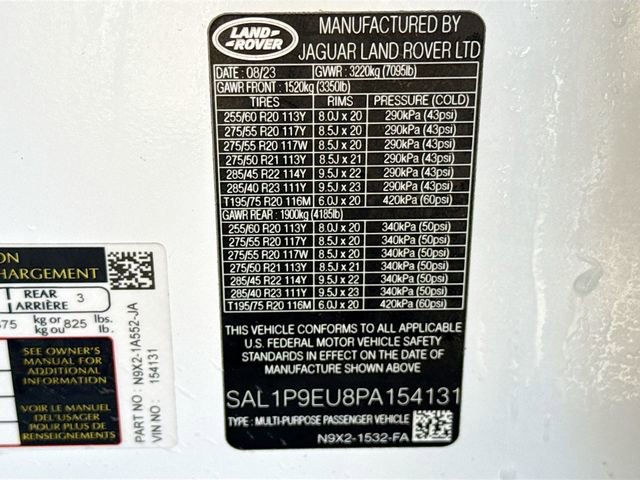 LAND ROVER
MANUFACTURED BY
JAGUAR LAND ROVER LTD
DATE : 08/23 GVWR : 3220kg (7095lb)
GAWR FRONT : 1520kg (3350lb)
TIRES RIMS PRESSURE (COLD)
255/60 R20 113Y 8.0J x 20 290kPa (43psi)
275/55 R20 117Y 8.5J x 20 290kPa (43psi)
275/55 R20 117W 8.5J x 20 290kPa (43psi)
275/50 R21 113Y 8.5J x 21 290kPa (43psi)
285/45 R22 114Y 9.5J x 22 290kPa (43psi)
285/40 R23 111Y 9.5J x 23 290kPa (43psi)
T195/75 R20 116M 6.0J x 20 420kPa (60psi)
GAWR REAR : 1900kg (4185lb)
255/60 R20 113Y 8.0J x 20 340kPa (50psi)
275/55 R20 117Y 8.5J x 20 340kPa (50psi)
275/55 R20 117W 8.5J x 20 340kPa (50psi)
275/50 R21 113Y 8.5J x 21 340kPa (50psi)
285/45 R22 114Y 9.5J x 22 340kPa (50psi)
285/40 R23 111Y 9.5J x 23 340kPa (50psi)
T195/75 R20 116M 6.0J x 20 420kPa (60psi)
THIS VEHICLE CONFORMS TO ALL APPLICABLE
U.S. FEDERAL MOTOR VEHICLE SAFETY
STANDARDS IN EFFECT ON THE DATE OF
MANUFACTURE SHOWN ABOVE
SAL1P9EU8PA154131
TYPE : MULTI-PURPOSE PASSENGER VEHICLE
N9X2-1532-FA
ION
CHARGEMENT
REAR
ARRIÈRE 3
375 kg or kg ou 825 lbs. lb.
SEE OWNER'S
MANUAL FOR
ADDITIONAL
INFORMATION
VOIR LE MANUEL
DEL'USAGER
POUR PLUS DE
RENSEIGNEMENTS
PART NO : N9X2-1A552-JA
VIN NO : 154131